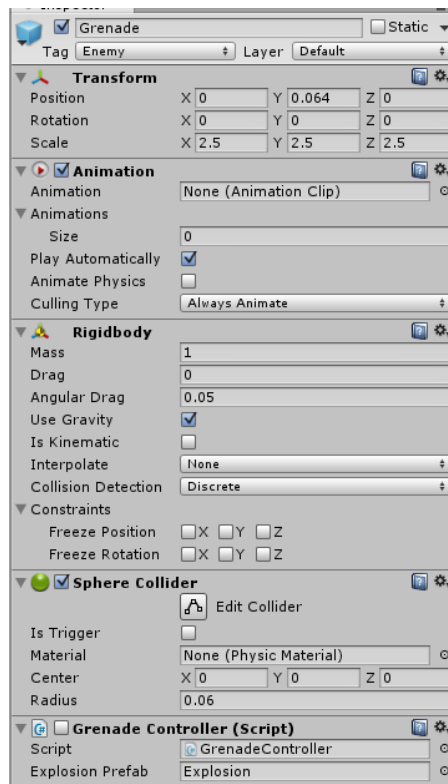 Inspector
Grenade Static
Tag Enemy Layer Default
Transform
Position X 0 Y 0.064 Z 0
Rotation X 0 Y 0 Z 0
Scale X 2.5 Y 2.5 Z 2.5
Animation
Animation None (Animation Clip)
Animations
Size 0
Play Automatically
Animate Physics
Culling Type Always Animate
Rigidbody
Mass 1
Drag 0
Angular Drag 0.05
Use Gravity
Is Kinematic
Interpolate None
Collision Detection Discrete
Constraints
Freeze Position X Y Z
Freeze Rotation X Y Z
Sphere Collider
Edit Collider
Is Trigger
Material None (Physic Material)
Center X 0 Y 0 Z 0
Radius 0.06
Grenade Controller (Script)
Script GrenadeController
Explosion Prefab Explosion